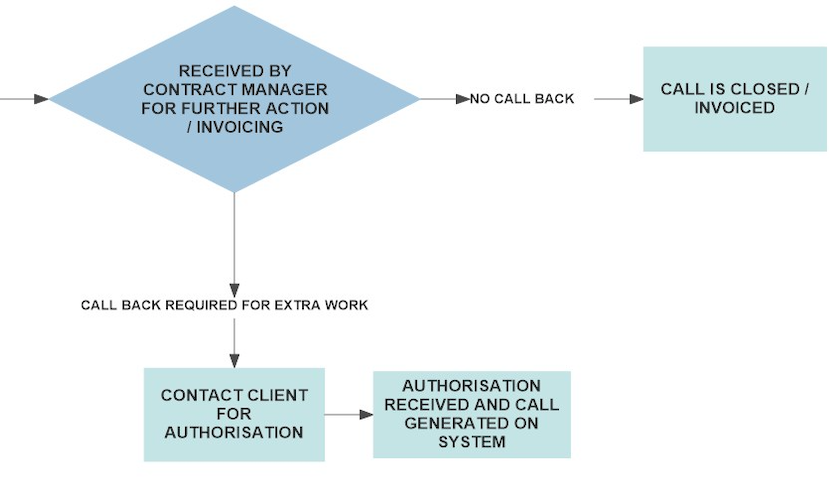 RECEIVED BY
CONTRACT MANAGER
FOR FURTHER ACTION
/ INVOICING
NO CALL BACK
CALL IS CLOSED /
INVOICED
CALL BACK REQUIRED FOR EXTRA WORK
CONTACT CLIENT
FOR
AUTHORISATION
AUTHORISATION
RECEIVED AND CALL
GENERATED ON
SYSTEM